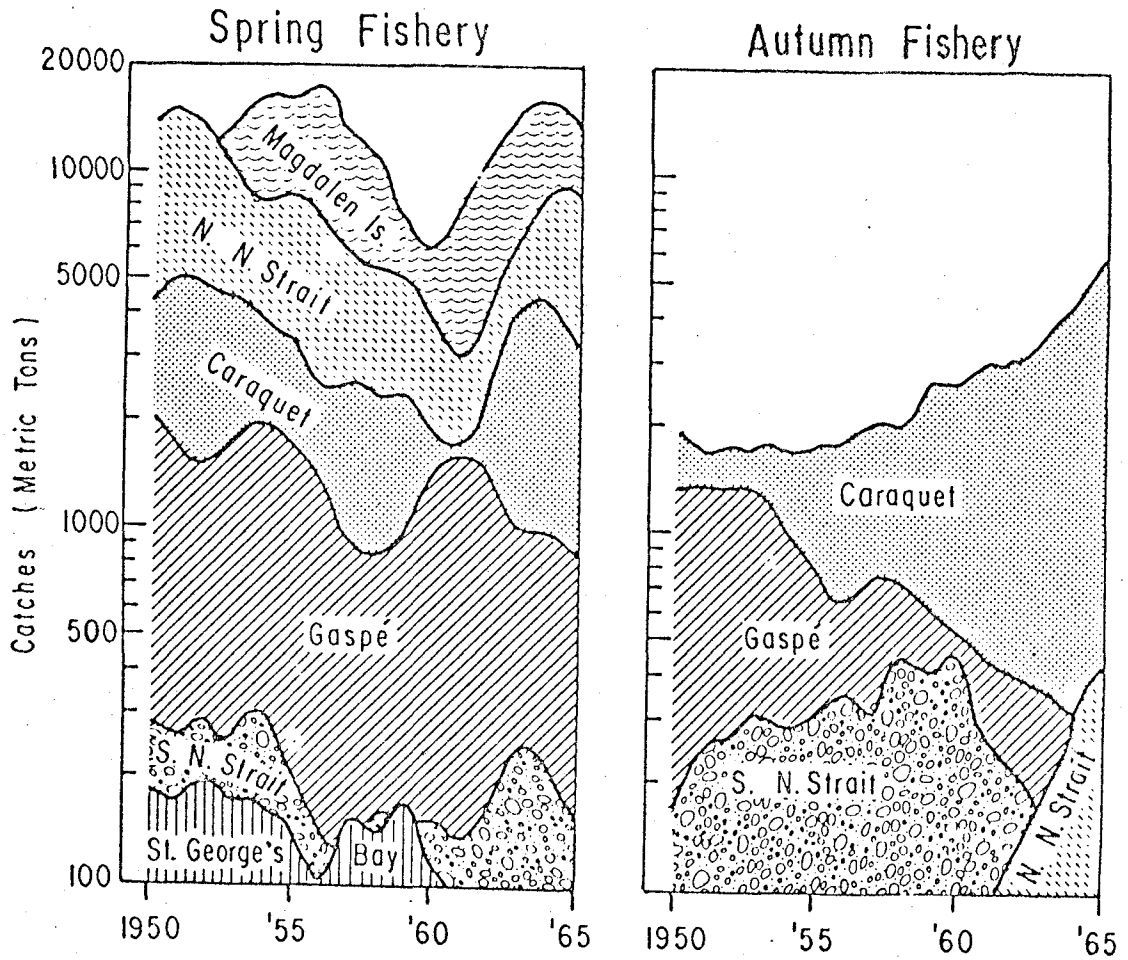 Spring Fishery
Autumn Fishery
20000
10000
5000
1000
500
100
Catches (Metric Tons)
Magdalen Is.
N. N Strait
Caraquet
Gaspé
S. N. Strait
St. George's Bay
1950 '55 '60 '65
Caraquet
Gaspé
S. N. Strait
N. N Strait
1950 '55 '60 '65